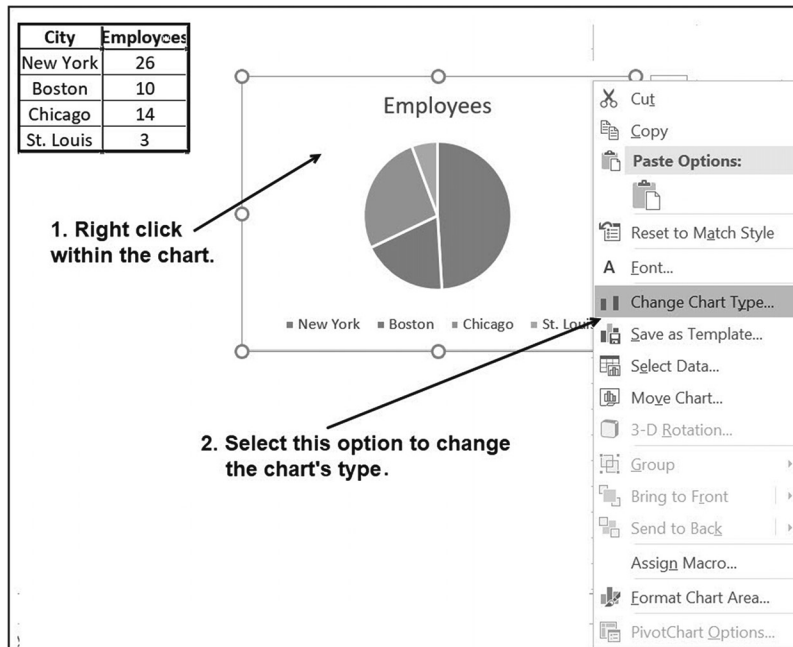 City Employees
New York 26
Boston 10
Chicago 14
St. Louis 3
Employees
1. Right click
within the chart.
New York Boston Chicago St. Louis
2. Select this option to change
the chart's type.
Cut
Copy
Paste Options:
Reset to Match Style
A Font...
Change Chart Type...
Save as Template...
Select Data...
Move Chart...
3-D Rotation...
Group
Bring to Front
Send to Back
Assign Macro...
Format Chart Area...
PivotChart Options...